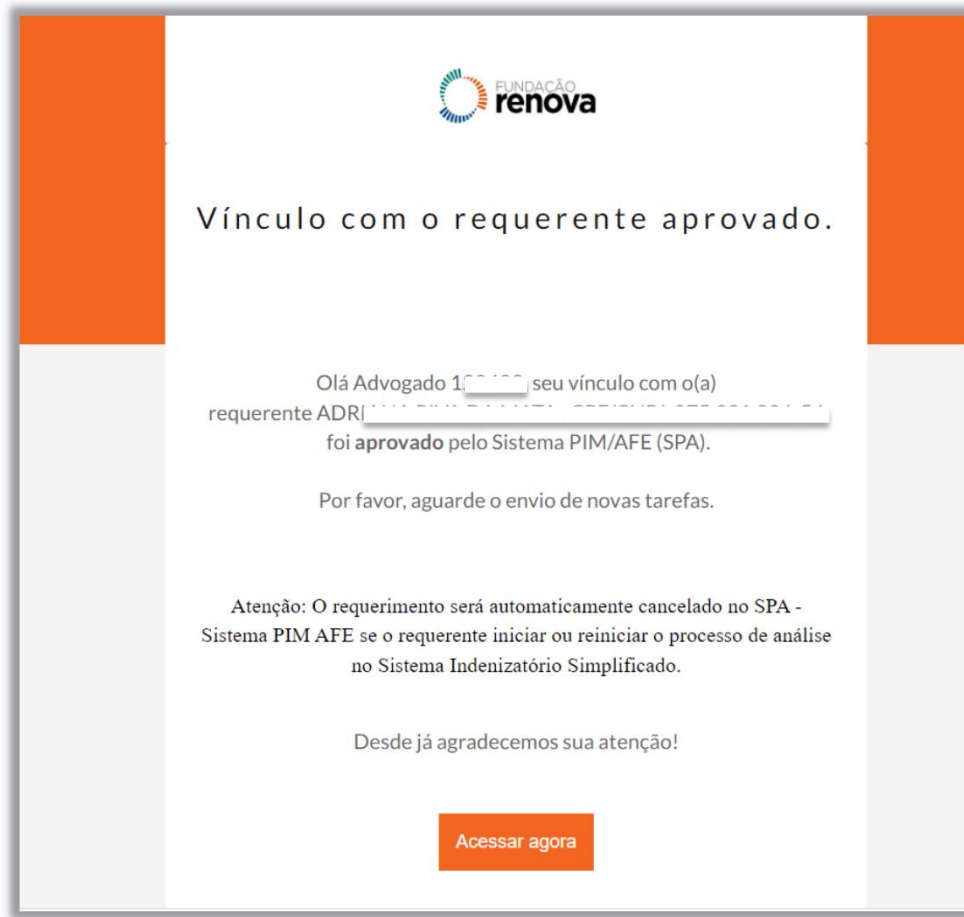 FUNDAÇÃO
renova
Vínculo com o requerente aprovado.
Olá Advogado seu vínculo com o(a)
requerente
foi aprovado pelo Sistema PIM/AFE (SPA).
Por favor, aguarde o envio de novas tarefas.
Atenção: O requerimento será automaticamente cancelado no SPA -
Sistema PIM AFE se o requerente iniciar ou reiniciar o processo de análise
no Sistema Indenizatório Simplificado.
Desde já agradecemos sua atenção!
Acessar agora